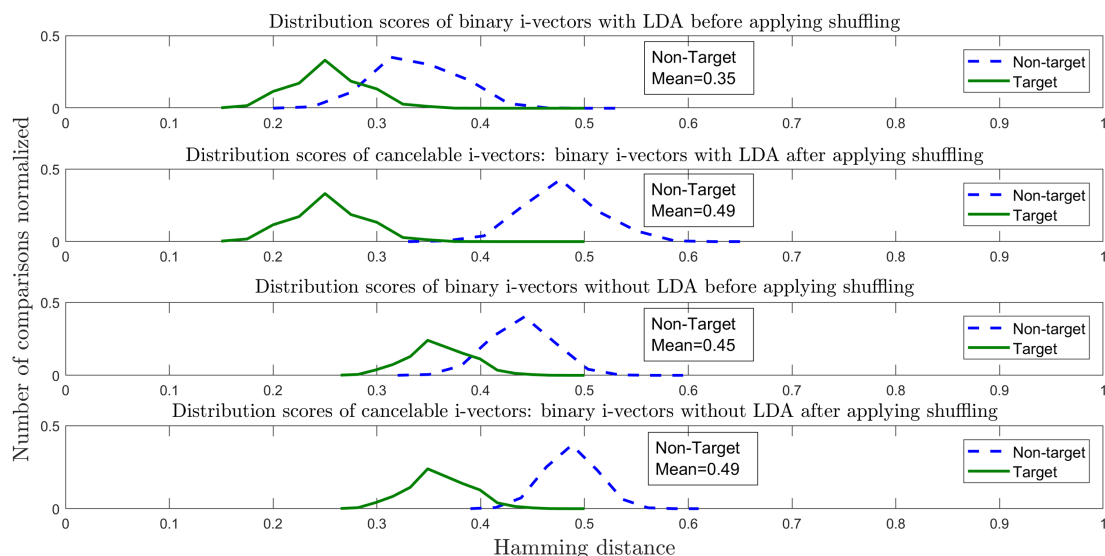 Distribution scores of binary i-vectors with LDA before applying shuffling
0.5
Non-Target
Mean=0.35
Non-target
Target
0
0 0.1 0.2 0.3 0.4 0.5 0.6 0.7 0.8 0.9 1
Distribution scores of cancelable i-vectors: binary i-vectors with LDA after applying shuffling
0.5
Non-Target
Mean=0.49
Non-target
Target
0
0 0.1 0.2 0.3 0.4 0.5 0.6 0.7 0.8 0.9 1
Distribution scores of binary i-vectors without LDA before applying shuffling
0.5
Non-Target
Mean=0.45
Non-target
Target
0
0 0.1 0.2 0.3 0.4 0.5 0.6 0.7 0.8 0.9 1
Distribution scores of cancelable i-vectors: binary i-vectors without LDA after applying shuffling
0.5
Non-Target
Mean=0.49
Non-target
Target
0
0 0.1 0.2 0.3 0.4 0.5 0.6 0.7 0.8 0.9 1
Hamming distance
Number of comparisons normalized